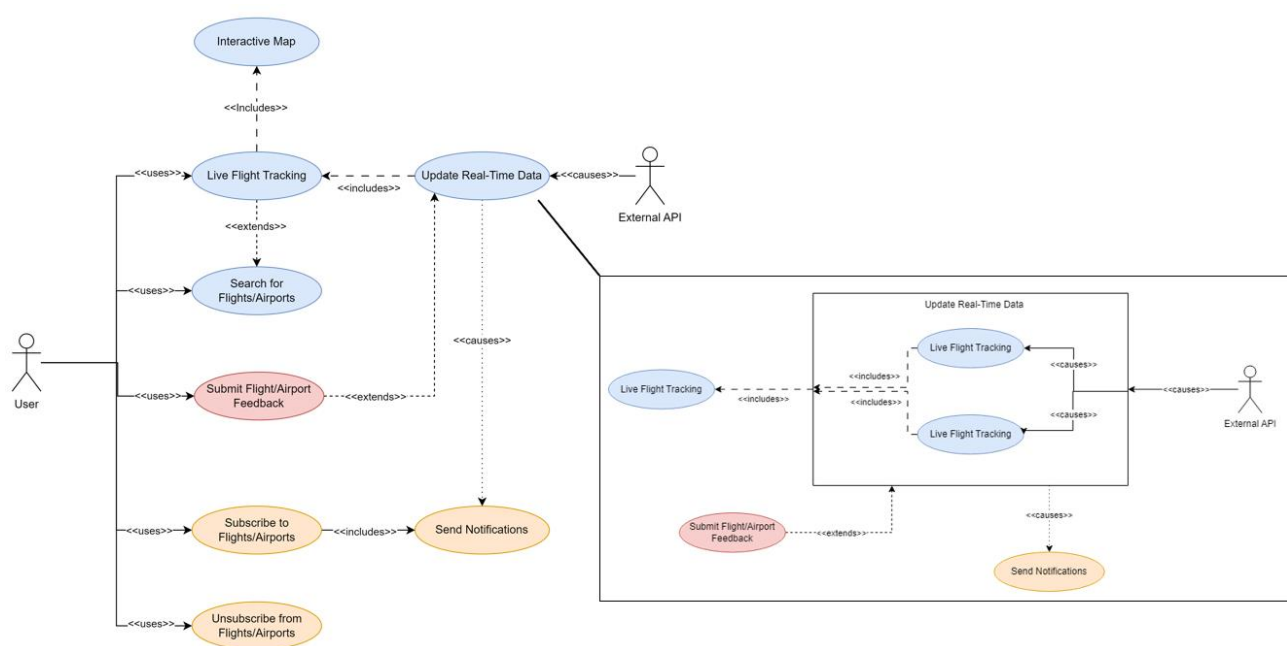 Interactive Map
<<Includes>>
<<uses>>
Live Flight Tracking
<<includes>>
Update Real-Time Data
<<causes>>
External API
<<extends>>
<<uses>>
Search for
Flights/Airports
<<causes>>
User
<<uses>>
Submit Flight/Airport
Feedback
<<extends>>
<<uses>>
Subscribe to
Flights/Airports
<<includes>>
Send Notifications
<<uses>>
Unsubscribe from
Flights/Airports
Update Real-Time Data
Live Flight Tracking
<<includes>>
<<causes>>
Live Flight Tracking
<<includes>>
<<includes>>
<<causes>>
<<causes>>
Live Flight Tracking
External API
Submit Flight/Airport
Feedback
<<extends>>
<<causes>>
Send Notifications